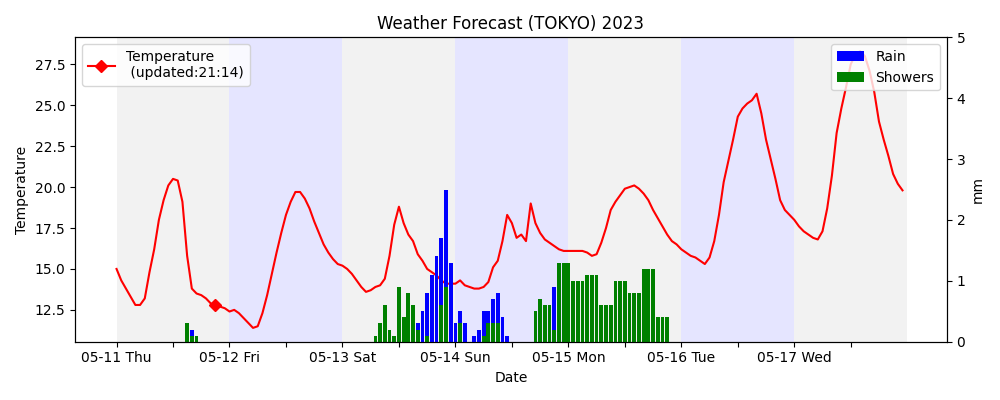 Weather Forecast (TOKYO) 2023
Temperature
(updated:21:14)
Rain
Showers
27.5
25.0
22.5
20.0
17.5
15.0
12.5
Temperature
5
4
3
2
1
0
mm
05-11 Thu
05-12 Fri
05-13 Sat
05-14 Sun
05-15 Mon
05-16 Tue
05-17 Wed
Date